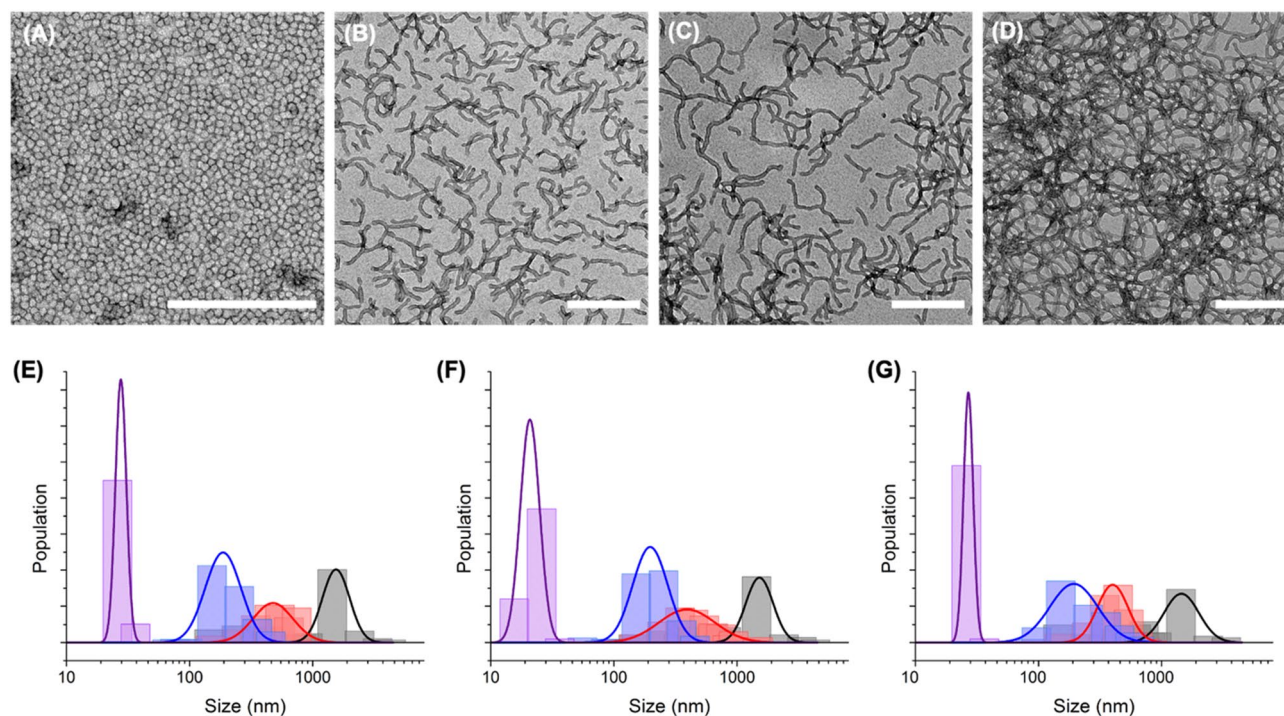 (A) (B) (C) (D)
(E) (F) (G)
Population Population Population
10 100 1000 10 100 1000 10 100 1000
Size (nm) Size (nm) Size (nm)